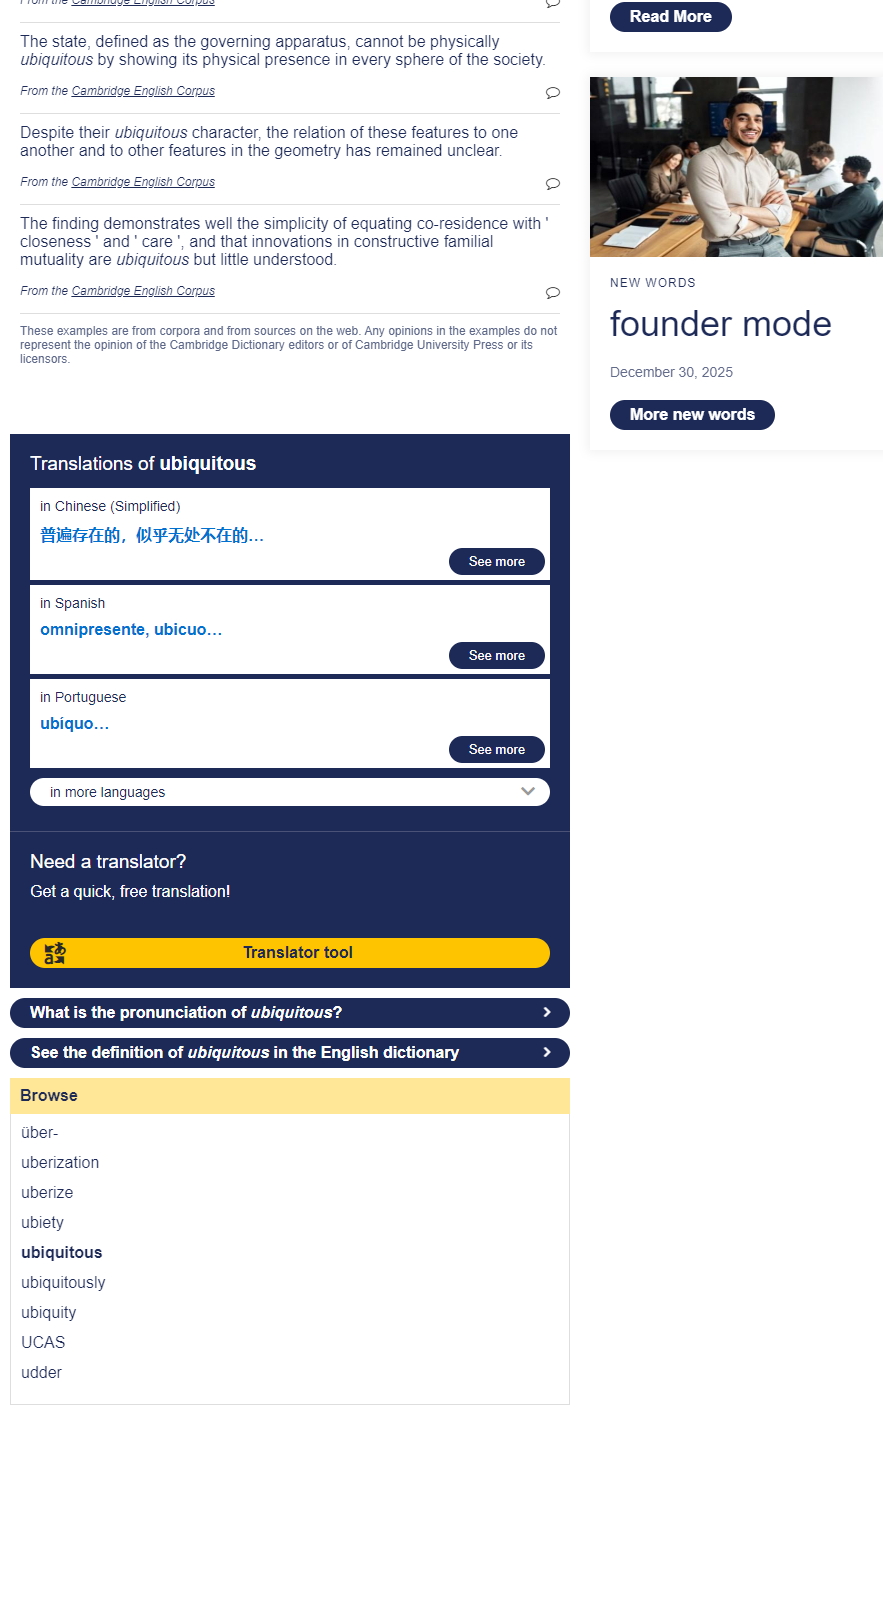 From the Cambridge English Corpus
The state, defined as the governing apparatus, cannot be physically
ubiquitous by showing its physical presence in every sphere of the society.
From the Cambridge English Corpus
Despite their ubiquitous character, the relation of these features to one
another and to other features in the geometry has remained unclear.
From the Cambridge English Corpus
The finding demonstrates well the simplicity of equating co-residence with '
closeness ' and ' care ', and that innovations in constructive familial
mutuality are ubiquitous but little understood.
From the Cambridge English Corpus
These examples are from corpora and from sources on the web. Any opinions in the examples do not
represent the opinion of the Cambridge Dictionary editors or of Cambridge University Press or its
licensors.
Translations of ubiquitous
in Chinese (Simplified)
普遍存在的，似乎无处不在的…
See more
in Spanish
omnipresente, ubicuo…
See more
in Portuguese
ubíquo…
See more
in more languages
Need a translator?
Get a quick, free translation!
Translator tool
What is the pronunciation of ubiquitous?
See the definition of ubiquitous in the English dictionary
Browse
über-
uberization
uberize
ubiety
ubiquitous
ubiquitously
ubiquity
UCAS
udder
Read More
NEW WORDS
founder mode
December 30, 2025
More new words